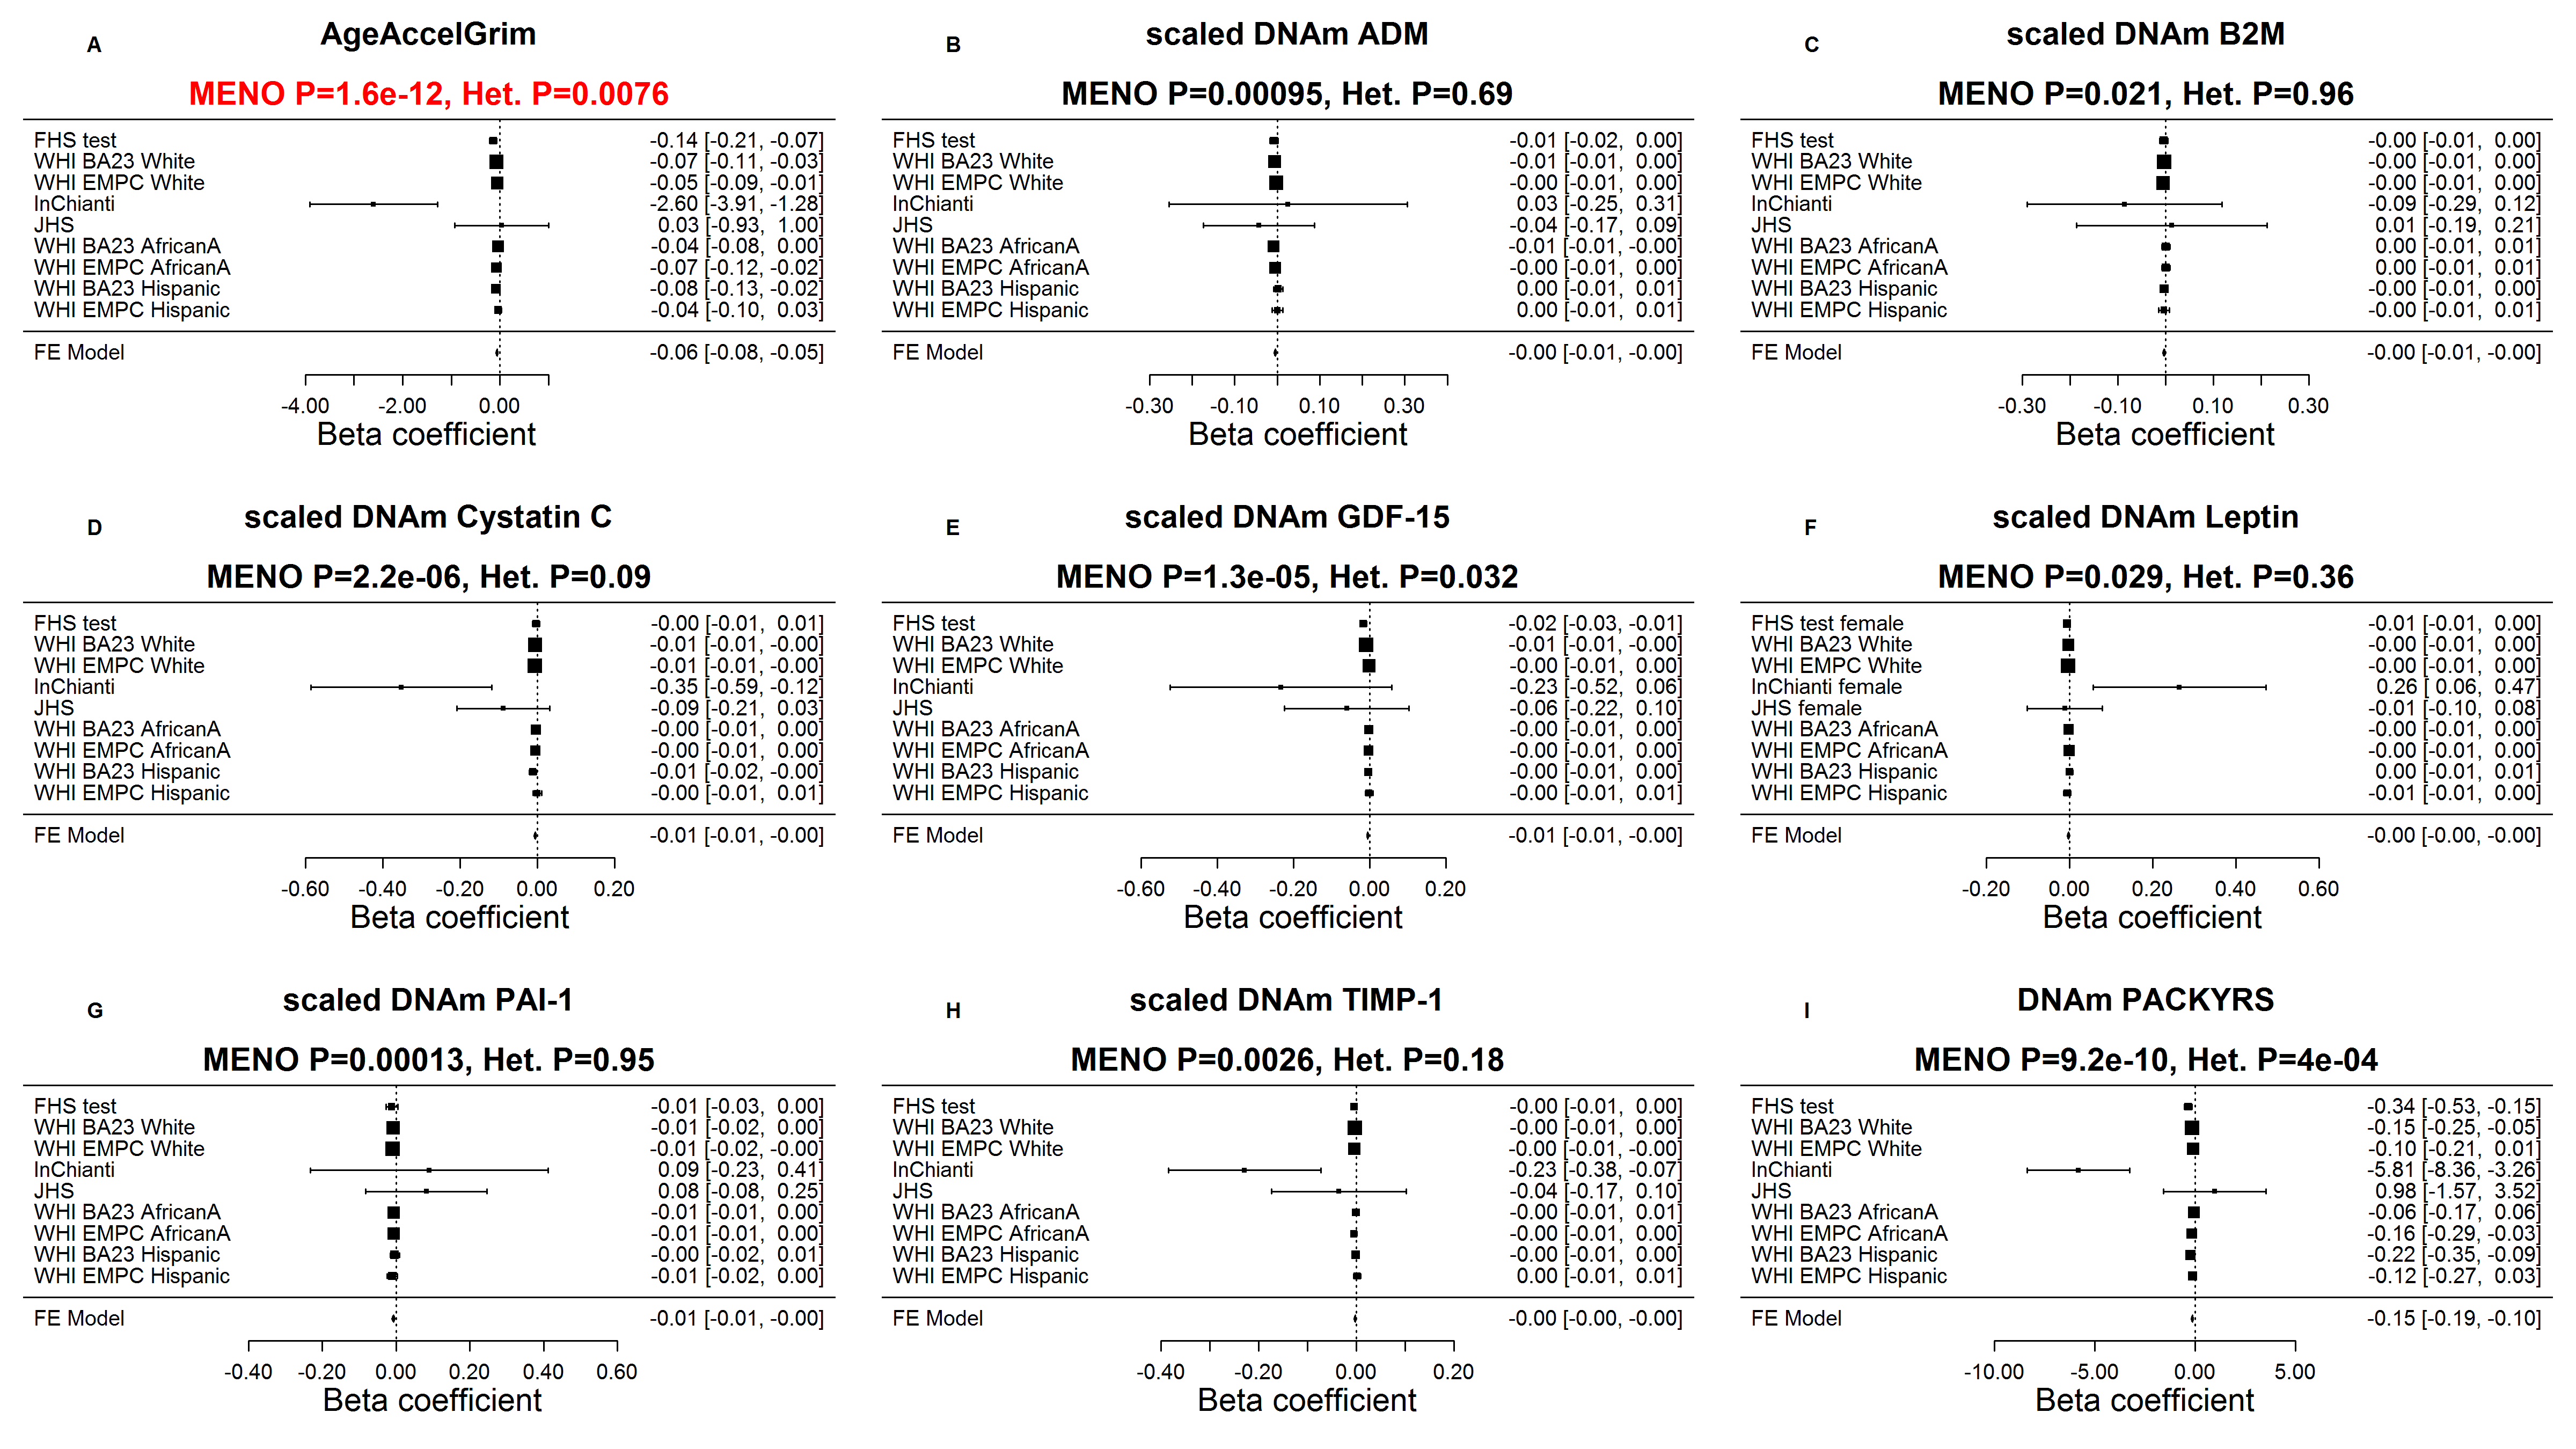 A
AgeAccelGrim
MENO P=1.6e-12, Het. P=0.0076
FHS test -0.14 [-0.21, -0.07]
WHI BA23 White -0.07 [-0.11, -0.03]
WHI EMPC White -0.05 [-0.09, -0.01]
InChianti -2.60 [-3.91, -1.28]
JHS 0.03 [-0.93, 1.00]
WHI BA23 AfricanA -0.04 [-0.08, 0.00]
WHI EMPC AfricanA -0.07 [-0.12, -0.02]
WHI BA23 Hispanic -0.08 [-0.13, -0.02]
WHI EMPC Hispanic -0.04 [-0.10, 0.03]
FE Model -0.06 [-0.08, -0.05]
-4.00 -2.00 0.00
Beta coefficient
B
scaled DNAm ADM
MENO P=0.00095, Het. P=0.69
FHS test -0.01 [-0.02, 0.00]
WHI BA23 White -0.01 [-0.01, 0.00]
WHI EMPC White -0.00 [-0.01, 0.00]
InChianti 0.03 [-0.25, 0.31]
JHS -0.04 [-0.17, 0.09]
WHI BA23 AfricanA -0.01 [-0.01, -0.00]
WHI EMPC AfricanA -0.00 [-0.01, 0.00]
WHI BA23 Hispanic 0.00 [-0.01, 0.01]
WHI EMPC Hispanic 0.00 [-0.01, 0.01]
FE Model -0.00 [-0.01, -0.00]
-0.30 -0.10 0.10 0.30
Beta coefficient
C
scaled DNAm B2M
MENO P=0.021, Het. P=0.96
FHS test -0.00 [-0.01, 0.00]
WHI BA23 White -0.00 [-0.01, 0.00]
WHI EMPC White -0.00 [-0.01, 0.00]
InChianti -0.09 [-0.29, 0.12]
JHS 0.01 [-0.19, 0.21]
WHI BA23 AfricanA 0.00 [-0.01, 0.01]
WHI EMPC AfricanA 0.00 [-0.01, 0.01]
WHI BA23 Hispanic -0.00 [-0.01, 0.00]
WHI EMPC Hispanic -0.00 [-0.01, 0.01]
FE Model -0.00 [-0.01, -0.00]
-0.30 -0.10 0.10 0.30
Beta coefficient
D
scaled DNAm Cystatin C
MENO P=2.2e-06, Het. P=0.09
FHS test -0.00 [-0.01, 0.01]
WHI BA23 White -0.01 [-0.01, -0.00]
WHI EMPC White -0.01 [-0.01, -0.00]
InChianti -0.35 [-0.59, -0.12]
JHS -0.09 [-0.21, 0.03]
WHI BA23 AfricanA -0.00 [-0.01, 0.00]
WHI EMPC AfricanA -0.00 [-0.01, 0.00]
WHI BA23 Hispanic -0.01 [-0.02, -0.00]
WHI EMPC Hispanic -0.00 [-0.01, 0.01]
FE Model -0.01 [-0.01, -0.00]
-0.60 -0.40 -0.20 0.00 0.20
Beta coefficient
E
scaled DNAm GDF-15
MENO P=1.3e-05, Het. P=0.032
FHS test -0.02 [-0.03, -0.01]
WHI BA23 White -0.01 [-0.01, -0.00]
WHI EMPC White -0.00 [-0.01, 0.00]
InChianti -0.23 [-0.52, 0.06]
JHS -0.06 [-0.22, 0.10]
WHI BA23 AfricanA -0.00 [-0.01, 0.00]
WHI EMPC AfricanA -0.00 [-0.01, 0.00]
WHI BA23 Hispanic -0.00 [-0.01, 0.00]
WHI EMPC Hispanic -0.00 [-0.01, 0.01]
FE Model -0.01 [-0.01, -0.00]
-0.60 -0.40 -0.20 0.00 0.20
Beta coefficient
F
scaled DNAm Leptin
MENO P=0.029, Het. P=0.36
FHS test female -0.01 [-0.01, 0.00]
WHI BA23 White -0.00 [-0.01, 0.00]
WHI EMPC White -0.00 [-0.01, 0.00]
InChianti female 0.26 [ 0.06, 0.47]
JHS female -0.01 [-0.10, 0.08]
WHI BA23 AfricanA -0.00 [-0.01, 0.00]
WHI EMPC AfricanA -0.00 [-0.01, 0.00]
WHI BA23 Hispanic 0.00 [-0.01, 0.01]
WHI EMPC Hispanic -0.01 [-0.01, 0.00]
FE Model -0.00 [-0.00, -0.00]
-0.20 0.00 0.20 0.40 0.60
Beta coefficient
G
scaled DNAm PAI-1
MENO P=0.00013, Het. P=0.95
FHS test -0.01 [-0.03, 0.00]
WHI BA23 White -0.01 [-0.02, 0.00]
WHI EMPC White -0.01 [-0.02, -0.00]
InChianti 0.09 [-0.23, 0.41]
JHS 0.08 [-0.08, 0.25]
WHI BA23 AfricanA -0.01 [-0.01, 0.00]
WHI EMPC AfricanA -0.01 [-0.01, 0.00]
WHI BA23 Hispanic -0.00 [-0.02, 0.01]
WHI EMPC Hispanic -0.01 [-0.02, 0.00]
FE Model -0.01 [-0.01, -0.00]
-0.40 -0.20 0.00 0.20 0.40 0.60
Beta coefficient
H
scaled DNAm TIMP-1
MENO P=0.0026, Het. P=0.18
FHS test -0.00 [-0.01, 0.00]
WHI BA23 White -0.00 [-0.01, 0.00]
WHI EMPC White -0.00 [-0.01, -0.00]
InChianti -0.23 [-0.38, -0.07]
JHS -0.04 [-0.17, 0.10]
WHI BA23 AfricanA -0.00 [-0.01, 0.01]
WHI EMPC AfricanA -0.00 [-0.01, 0.00]
WHI BA23 Hispanic -0.00 [-0.01, 0.00]
WHI EMPC Hispanic 0.00 [-0.01, 0.01]
FE Model -0.00 [-0.00, -0.00]
-0.40 -0.20 0.00 0.20
Beta coefficient
I
DNAm PACKYRS
MENO P=9.2e-10, Het. P=4e-04
FHS test -0.34 [-0.53, -0.15]
WHI BA23 White -0.15 [-0.25, -0.05]
WHI EMPC White -0.10 [-0.21, 0.01]
InChianti -5.81 [-8.36, -3.26]
JHS 0.98 [-1.57, 3.52]
WHI BA23 AfricanA -0.06 [-0.17, 0.06]
WHI EMPC AfricanA -0.16 [-0.29, -0.03]
WHI BA23 Hispanic -0.22 [-0.35, -0.09]
WHI EMPC Hispanic -0.12 [-0.27, 0.03]
FE Model -0.15 [-0.19, -0.10]
-10.00 -5.00 0.00 5.00
Beta coefficient